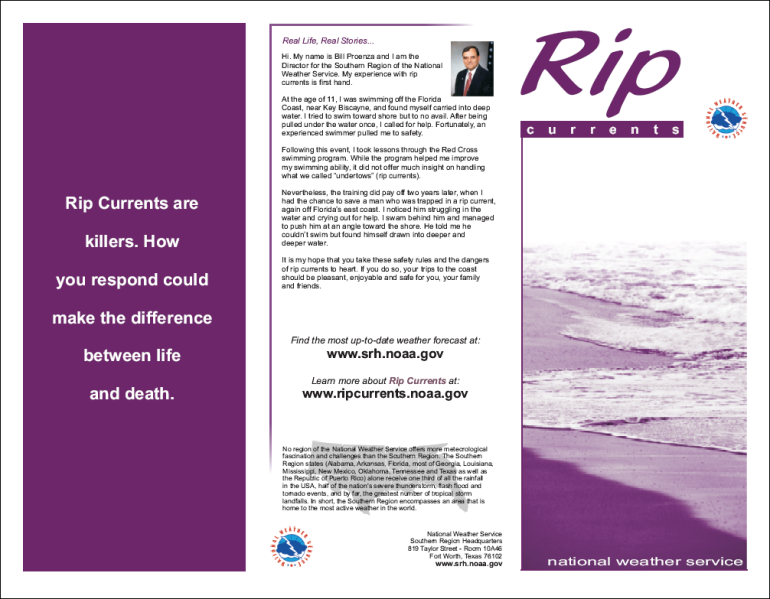 Rip Currents are
killers. How
you respond could
make the difference
between life
and death.
Real Life, Real Stories...
Hi. My name is Bill Proenza and I am the
Director for the Southern Region of the National
Weather Service. My experience with rip
currents is first hand.
At the age of 11, I was swimming off the Florida
Coast, near Key Biscayne, and found myself carried into deep
water. I tried to swim toward shore but to no avail. After being
pulled under the water once, I called for help. Fortunately, an
experienced swimmer pulled me to safety.
Following this event, I took lessons through the Red Cross
swimming program. While the program helped me improve
my swimming ability, it did not offer much insight on handling
what we called "undertows" (rip currents).
Nevertheless, the training did pay off two years later, when I
had the chance to save a man who was trapped in a rip current,
again off Florida's east coast. I noticed him struggling in the
water and crying out for help. I swam behind him and managed
to push him at an angle toward the shore. He told me he
couldn't swim but found himself drawn into deeper and
deeper water.
It is my hope that you take these safety rules and the dangers
of rip currents to heart. If you do so, your trips to the coast
should be pleasant, enjoyable and safe for you, your family
and friends.
Find the most up-to-date weather forecast at:
www.srh.noaa.gov
Learn more about Rip Currents at:
www.ripcurrents.noaa.gov
No region of the National Weather Service offers more meteorological
fascination and challenges than the Southern Region. The Southern
Region states (Alabama, Arkansas, Florida, most of Georgia, Louisiana,
Mississippi, New Mexico, Oklahoma, Tennessee and Texas as well as
the Republic of Puerto Rico) alone receive one third of all the rainfall
in the USA, half of the nation's severe thunderstorm, flash flood and
tornado events, and by far, the greatest number of tropical storm
landfalls. In short, the Southern Region encompasses an area that is
home to the most active weather in the world.
NATIONAL WEATHER SERVICE
National Weather Service
Southern Region Headquarters
819 Taylor Street - Room 10A46
Fort Worth, Texas 76102
www.srh.noaa.gov
Rip
currents
NATIONAL WEATHER SERVICE
national weather service